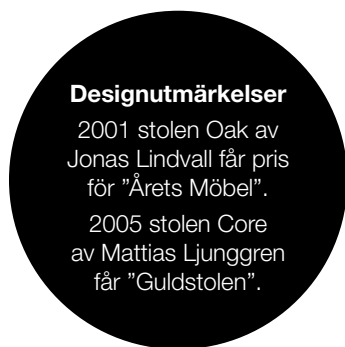 Designutmärkelser
2001 stolen Oak av
Jonas Lindvall får pris
för ”Årets Möbel”.
2005 stolen Core
av Mattias Ljunggren
får ”Guldstolen”.